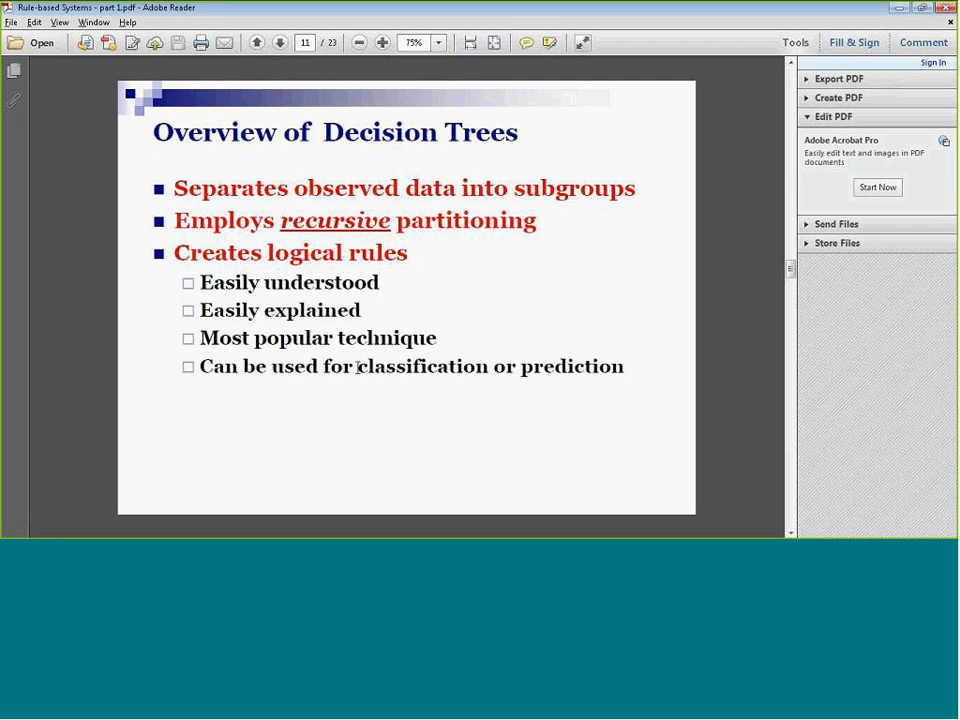 Rule-based Systems - part 1.pdf - Adobe Reader
File Edit View Window Help
Open 11 / 23 75% Tools Fill & Sign Comment
Sign In
Export PDF
Create PDF
Edit PDF
Adobe Acrobat Pro
Easily edit text and images in PDF
documents
Start Now
Send Files
Store Files
Overview of Decision Trees
Separates observed data into subgroups
Employs recursive partitioning
Creates logical rules
Easily understood
Easily explained
Most popular technique
Can be used for classification or prediction